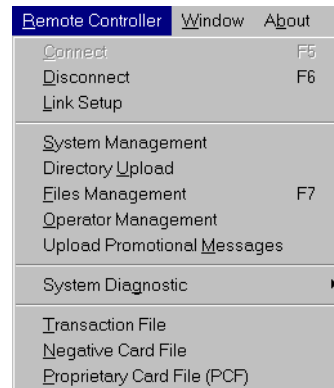 Remote Controller Window About
Connect F5
Disconnect F6
Link Setup
System Management
Directory Upload
Files Management F7
Operator Management
Upload Promotional Messages
System Diagnostic
Transaction File
Negative Card File
Proprietary Card File (PCF)